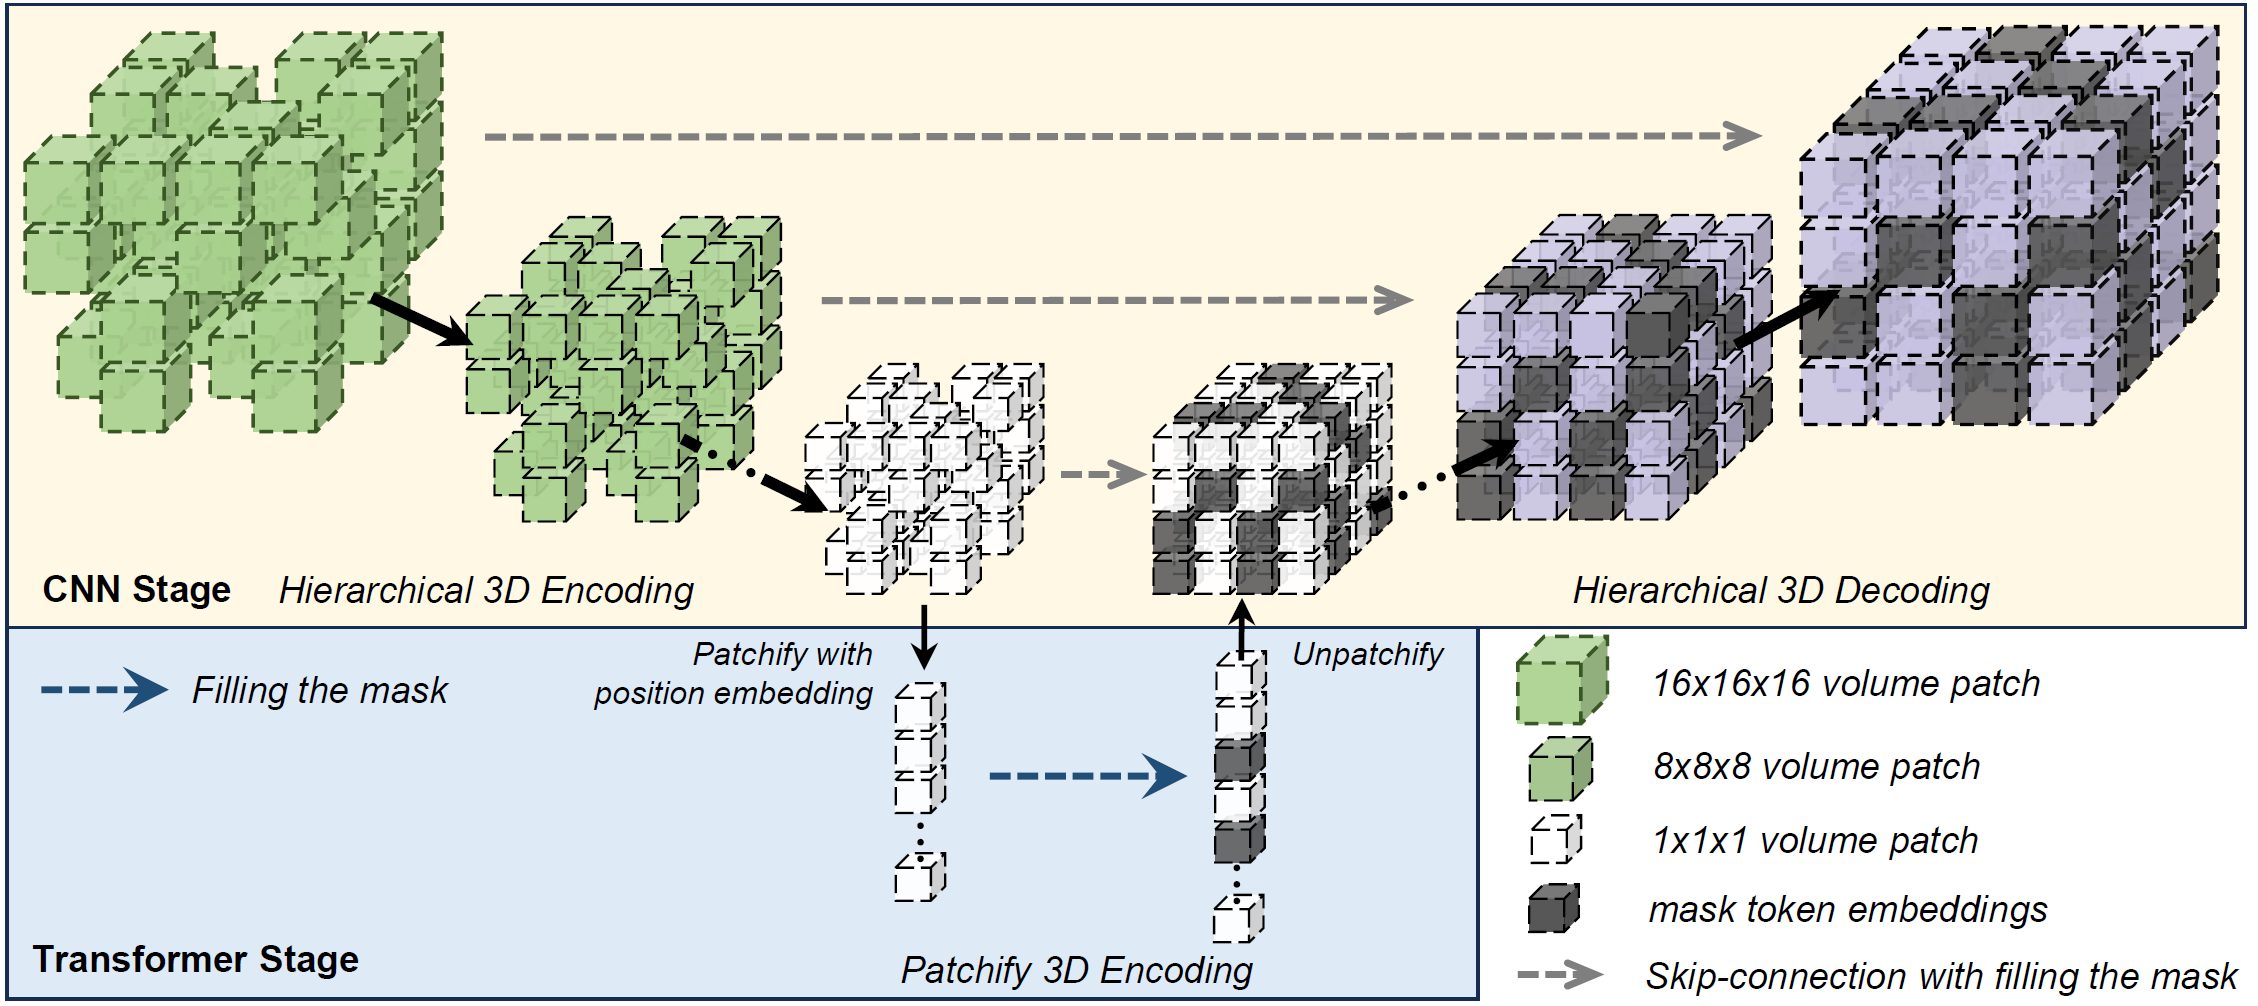 CNN Stage
Hierarchical 3D Encoding
Hierarchical 3D Decoding
Filling the mask
Patchify with
position embedding
Unpatchify
Transformer Stage
Patchify 3D Encoding
16x16x16 volume patch
8x8x8 volume patch
1x1x1 volume patch
mask token embeddings
Skip-connection with filling the mask